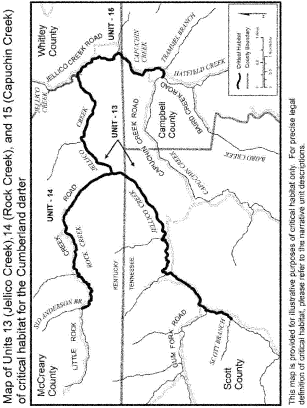 Map of Units 13 (Jellico Creek),14 (Rock Creek), and 15 (Capuchin Creek)
of critical habitat for the Cumberland darter
McCreary
County
Whitley
County
Campbell
County
Scott
County
UNIT - 14
UNIT - 13
UNIT - 15
JELLICO CREEK ROAD
JELLICO
CREEK
CAPUCHIN
CREEK
TRAMMEL BRANCH
HATFIELD CREEK
BAIRD CREEK ROAD
BAIRD CREEK
CAPUCHIN CREEK ROAD
CAPUCHIN CREEK
JELLICO
CREEK
JELLICO CREEK
ROCK CREEK
CREEK
ROAD
LITTLE ROCK
SID ANDERSON BR.
KENTUCKY
TENNESSEE
GUM FORK ROAD
SCOTT BRANCH
Critical Habitat
County Boundary
This map is provided for illustrative purposes of critical habitat only. For precise legal
definition of critical habitat, please refer to the narrative unit descriptions.